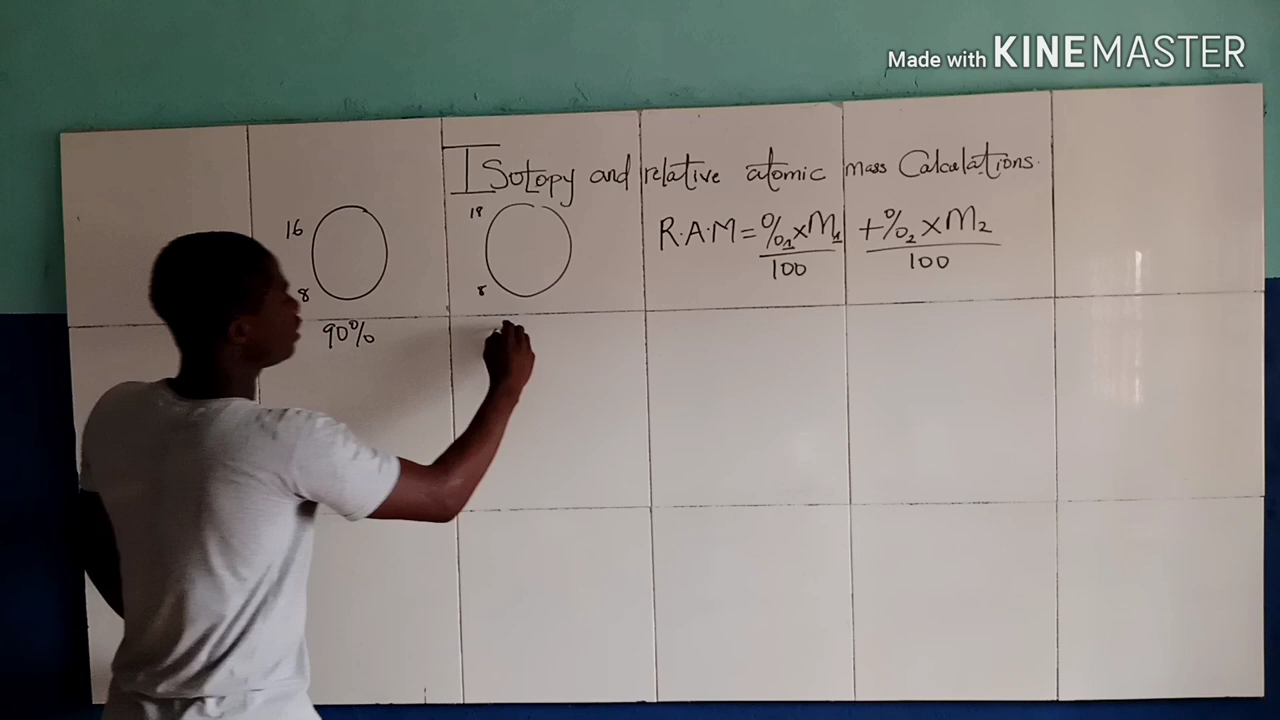 Made with KINEMASTER
Isotopy and relative atomic mass Calculations.
16
8
90%
18
8
R.A.M = %1 x M1 + %2 x M2
100 100